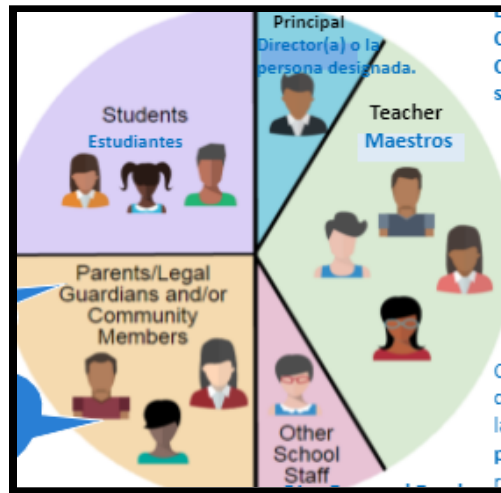 Principal
Director(a) o la
persona designada.
Students
Estudiantes
Teacher
Maestros
Parents/Legal
Guardians and/or
Community
Members
Other
School
Staff